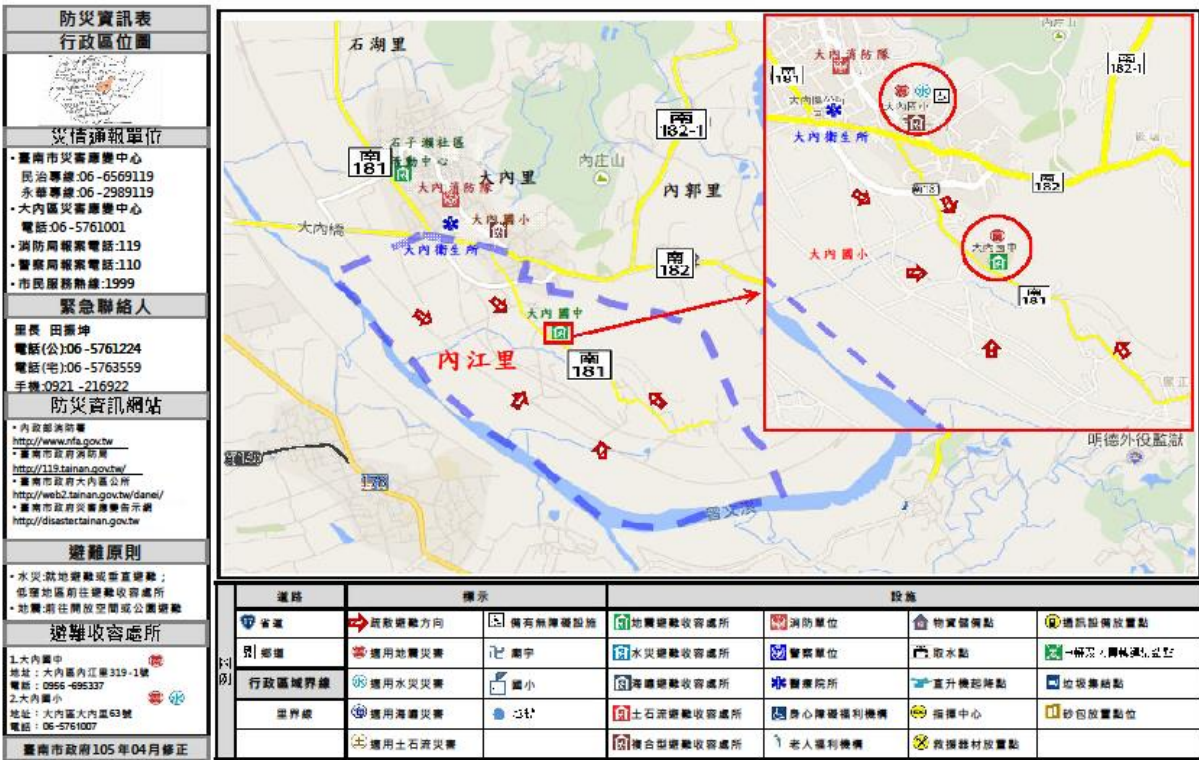 防災資訊表
行政區位圖
災情通報單位
•臺南市災害應變中心
民治專線:06-6569119
永華專線:06-2989119
•大內區災害應變中心
電話:06-5761001
•消防局報案電話:119
•警察局報案電話:110
•市民服務熱線:1999
緊急聯絡人
里長 田振坤
電話(公):06-5761224
電話(宅):06-5763559
手機:0921-216922
防災資訊網站
•內政部消防署
http://www.nfa.gov.tw
•臺南市政府消防局
http://119.tainan.gov.tw/
•臺南市政府大內區公所
http://web2.tainan.gov.tw/danei/
•臺南市政府災害應變告示網
http://disaster.tainan.gov.tw
避難原則
•水災:就地避難或垂直避難；
低窪地區前往避難收容處所
•地震:前往開放空間或公園避難
避難收容處所
1.大內國中
地址：大內區內江里319-1號
電話：0956-695337
2.大內國小
地址：大內區大內里63號
電話：06-5761007
臺南市政府105年04月修正
石湖里
南 182-1
石子瀨社區
活動中心
南 181
大內里
內庄山
大內消防隊
內郭里
大內國小
大內橋
大內衛生所
南 182
大內國中
內江里
南 181
178
曾文溪
明德外役監獄
內庄山
大內消防隊
南 182-1
南 181
大內國小
大內衛生所
南 182
大內國小
大內國中
南 181
圖例
道路
標示
設施
省道
疏散避難方向
備有無障礙設施
地震避難收容處所
消防單位
物資儲備點
通訊設備放置點
鄉道
適用地震災害
廟宇
水災避難收容處所
警察單位
取水點
行政區域界線
適用水災災害
國小
海嘯避難收容處所
醫療院所
直升機起降點
垃圾集結點
里界線
適用海嘯災害
土石流避難收容處所
身心障礙福利機構
指揮中心
砂包放置點位
適用土石流災害
複合型避難收容處所
老人福利機構
救援器材放置點